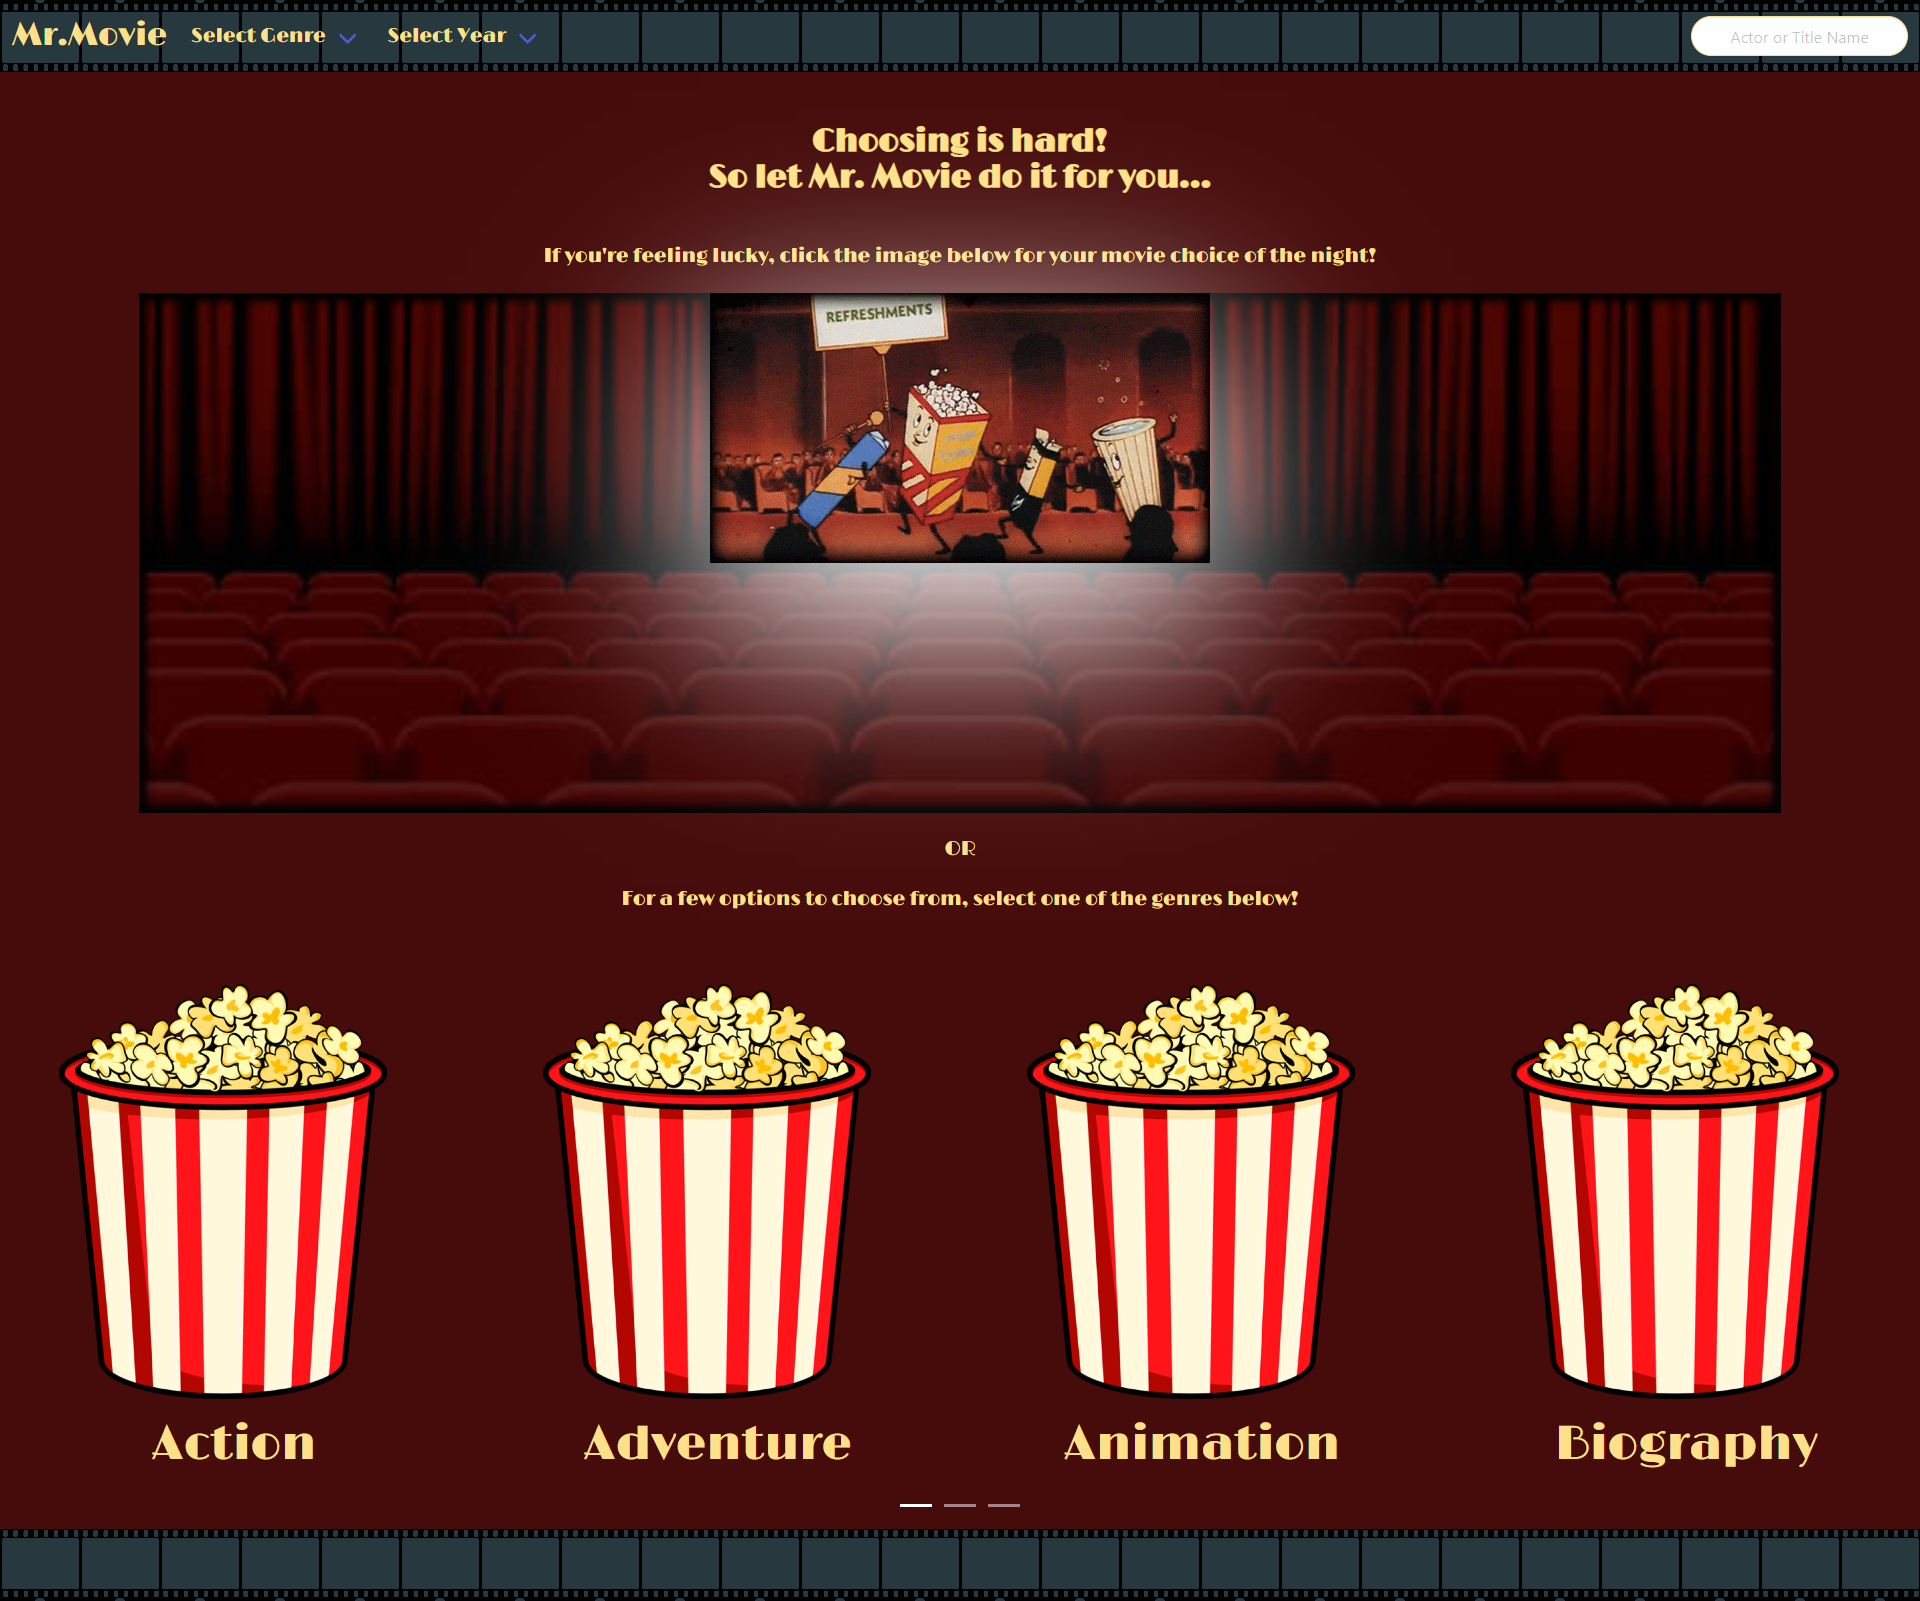 Mr.Movie
Select Genre
Select Year
Actor or Title Name
Choosing is hard!
So let Mr. Movie do it for you...
If you're feeling lucky, click the image below for your movie choice of the night!
REFRESHMENTS
OR
For a few options to choose from, select one of the genres below!
Action
Adventure
Animation
Biography